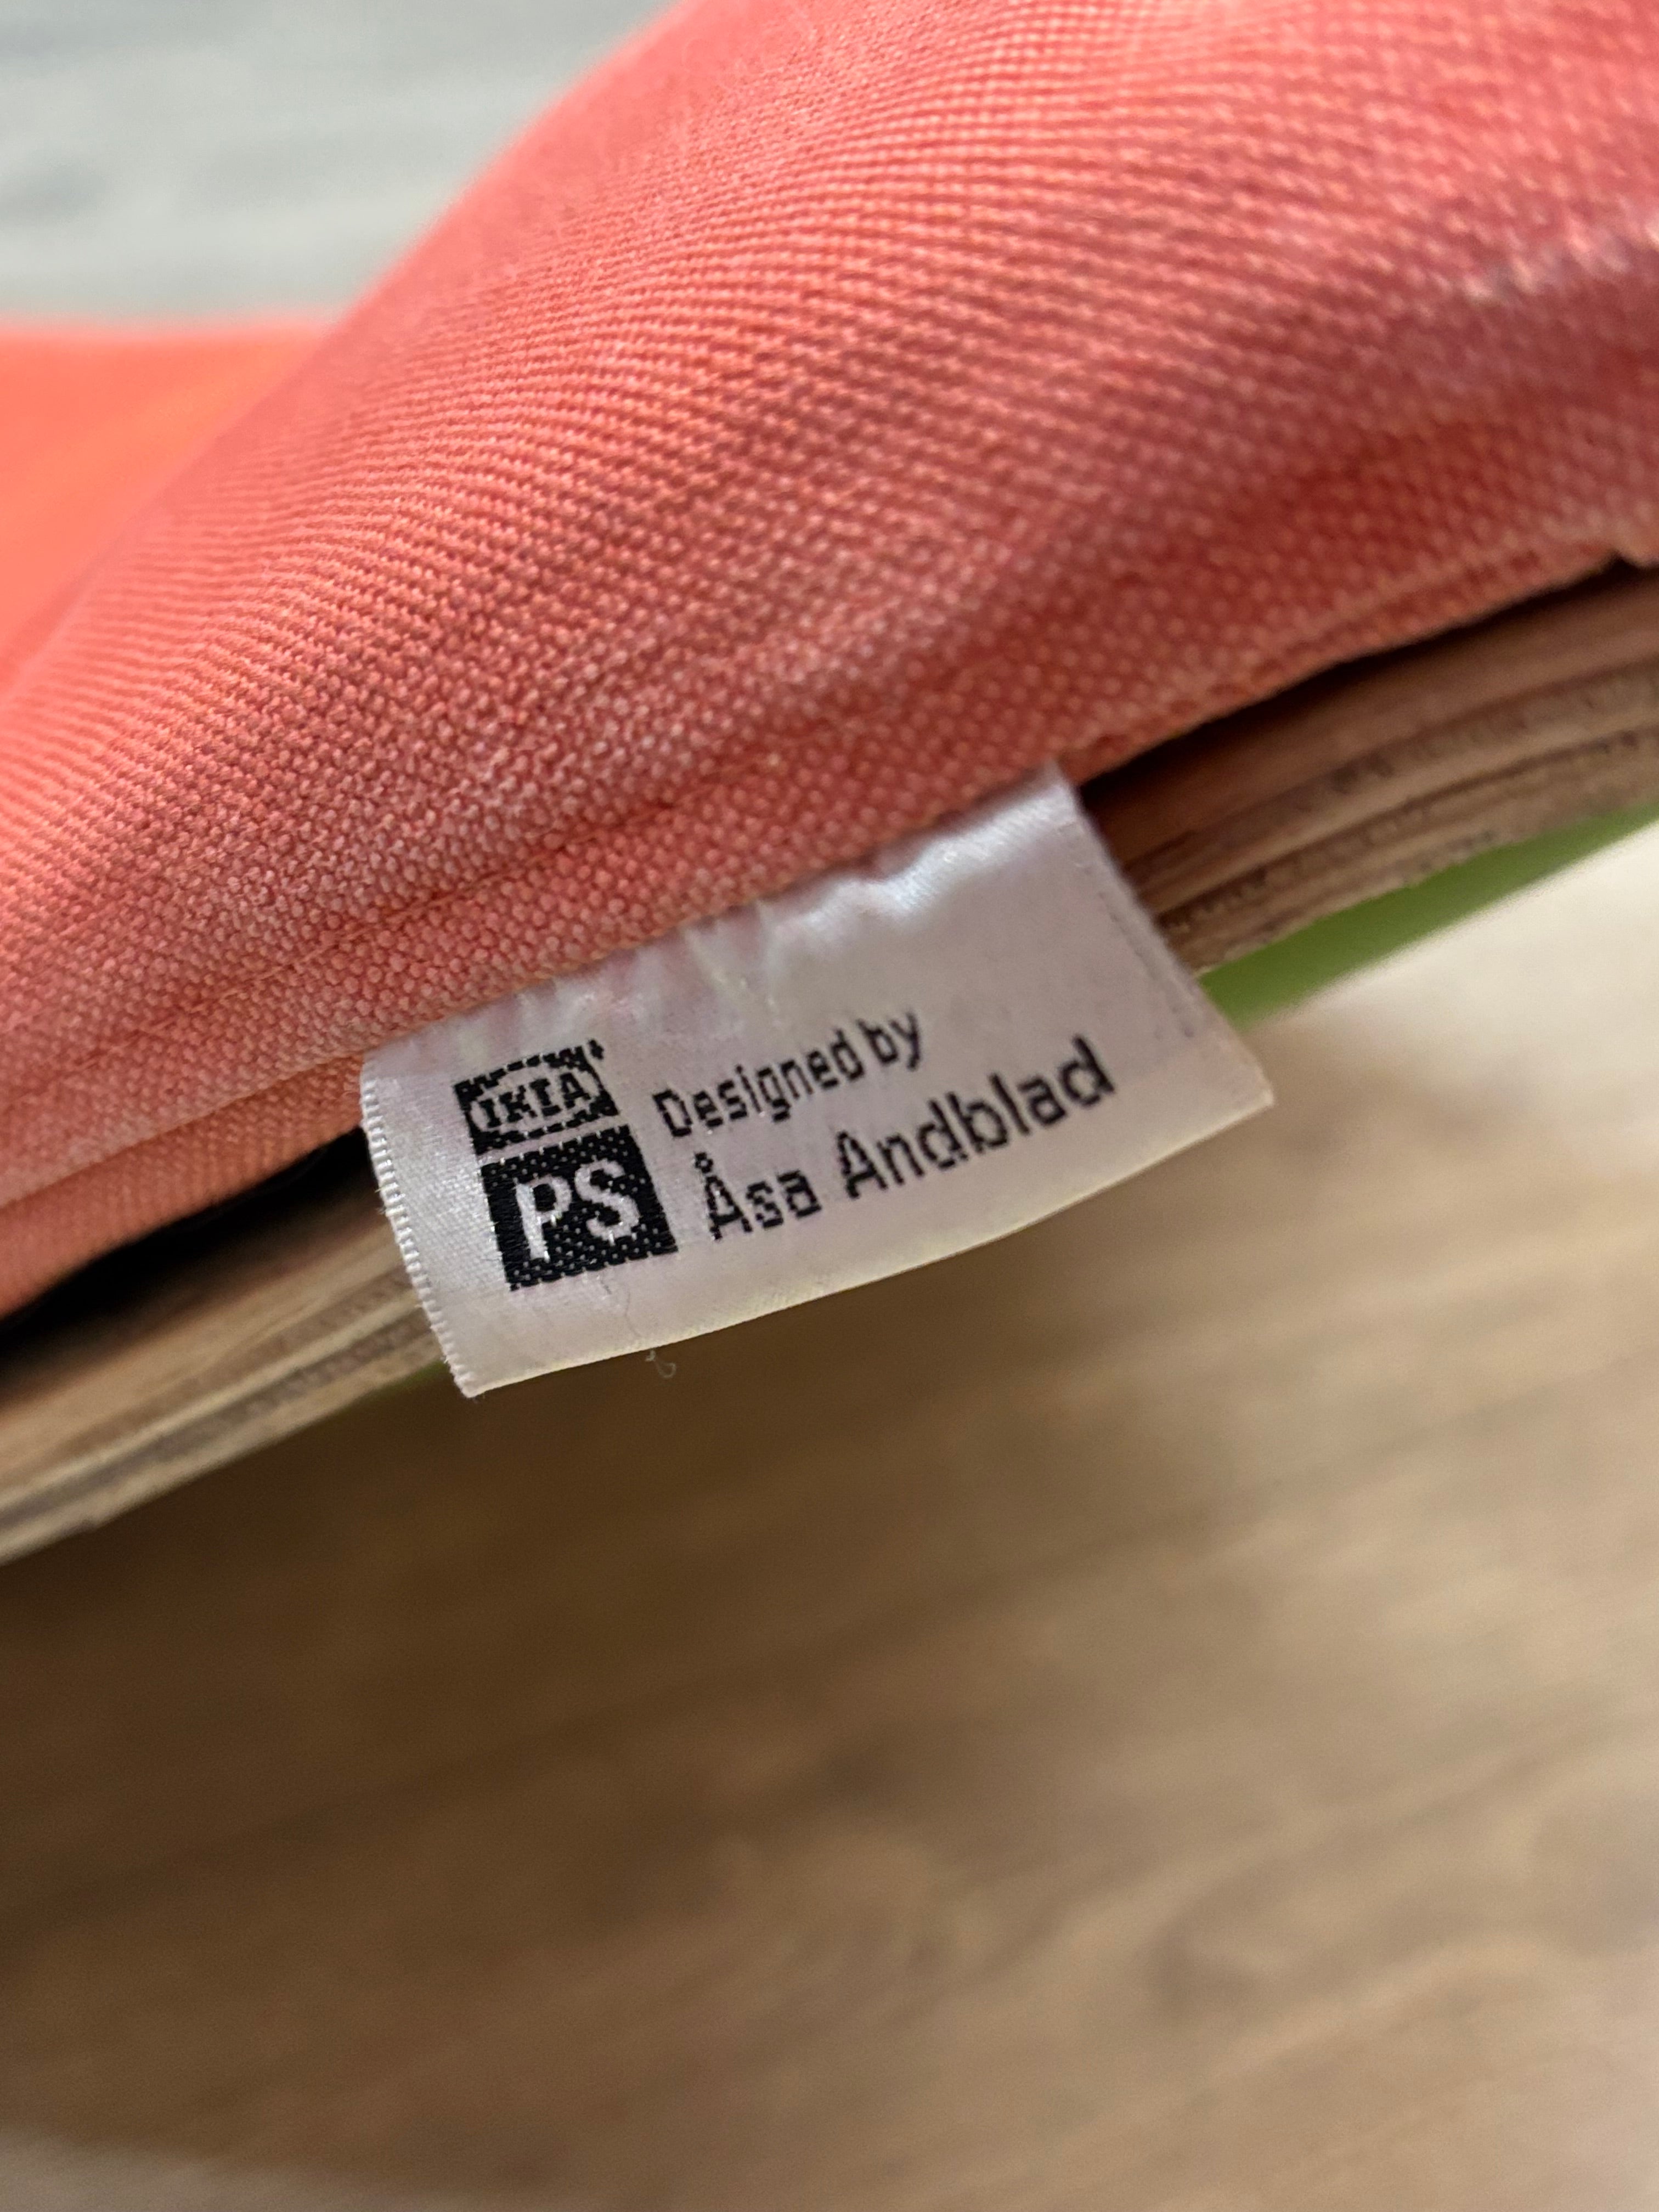 IKEA
PS
Designed by
Åsa Andblad